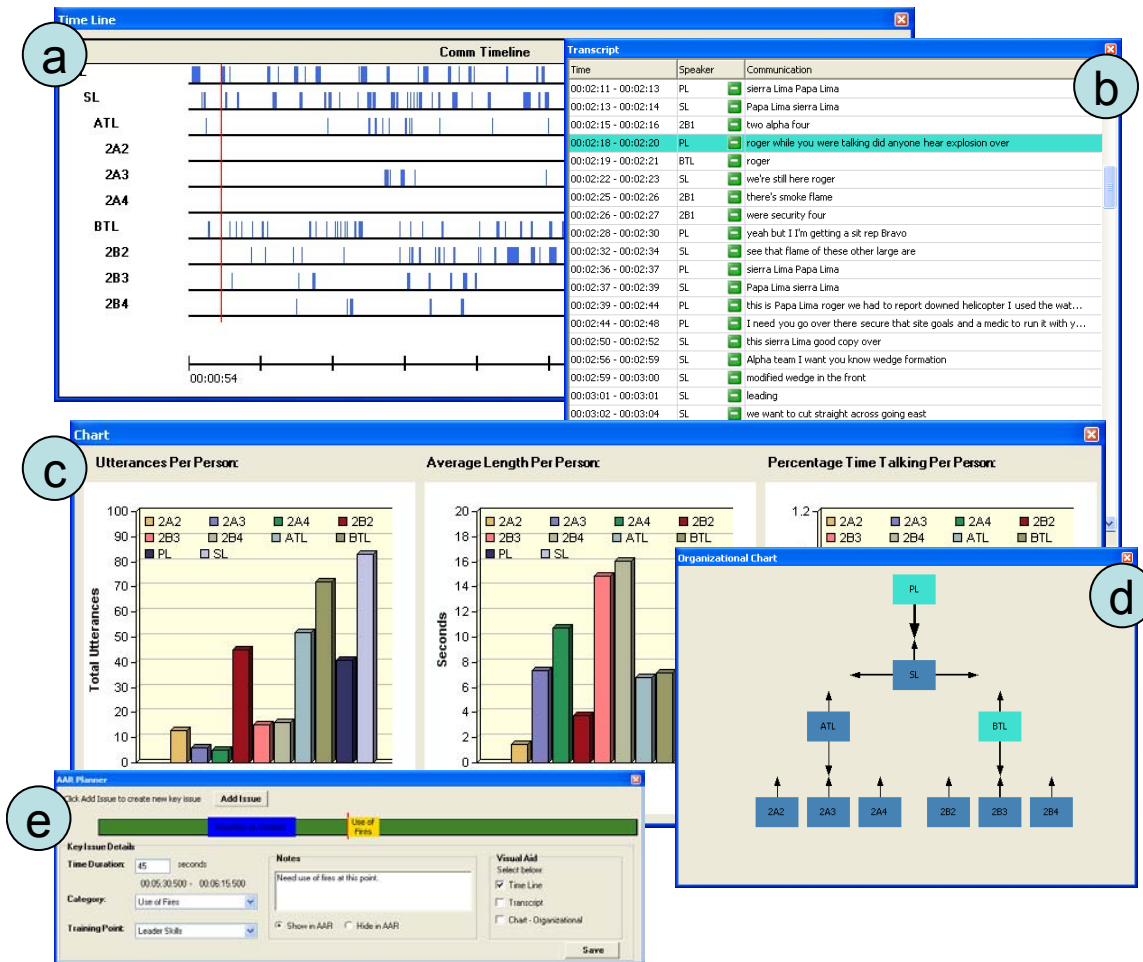 a
Time Line
Comm Timeline
SL
ATL
2A2
2A3
2A4
BTL
2B2
2B3
2B4
00:00:54
b
Transcript
Time Speaker Communication
00:02:11 - 00:02:13 PL sierra Lima Papa Lima
00:02:13 - 00:02:14 SL Papa Lima sierra Lima
00:02:15 - 00:02:16 2B1 two alpha four
00:02:18 - 00:02:20 PL roger while you were talking did anyone hear explosion over
00:02:19 - 00:02:21 BTL roger
00:02:22 - 00:02:23 SL we're still here roger
00:02:25 - 00:02:26 2B1 there's smoke flame
00:02:26 - 00:02:27 2B1 were security four
00:02:28 - 00:02:30 PL yeah but I I'm getting a sit rep Bravo
00:02:32 - 00:02:34 SL see that flame of these other large are
00:02:36 - 00:02:37 PL sierra Lima Papa Lima
00:02:37 - 00:02:39 SL Papa Lima sierra Lima
00:02:39 - 00:02:44 PL this is Papa Lima roger we had to report downed helicopter I used the wat...
00:02:44 - 00:02:48 PL I need you go over there secure that site goals and a medic to run it with y...
00:02:50 - 00:02:52 SL this sierra Lima good copy over
00:02:56 - 00:02:59 SL Alpha team I want you know wedge formation
00:02:59 - 00:03:00 SL modified wedge in the front
00:03:01 - 00:03:01 SL leading
00:03:02 - 00:03:04 SL we want to cut straight across going east
c
Chart
Utterances Per Person:
Total Utterances
100
90
80
70
60
50
40
30
20
10
0
2A2 2A3 2A4 2B2
2B3 2B4 ATL BTL
PL SL
Average Length Per Person:
Seconds
20
18
16
14
12
10
8
6
4
2
0
2A2 2A3 2A4 2B2
2B3 2B4 ATL BTL
PL SL
Percentage Time Talking Per Person:
1.2
2A2 2A3 2A4 2B2
2B3 2B4 ATL BTL
d
Organizational Chart
PL
SL
ATL BTL
2A2 2A3 2A4 2B2 2B3 2B4
e
AAR Planner
Click Add Issue to create new key issue Add Issue
Use of
Fires
Key Issue Details
Time Duration: 45 seconds
00:05:30.500 - 00:06:15.500
Category: Use of Fires
Training Point: Leader Skills
Notes
Need use of fires at this point.
Show in AAR Hide in AAR
Visual Aid
Select below:
Time Line
Transcript
Chart - Organizational
Save